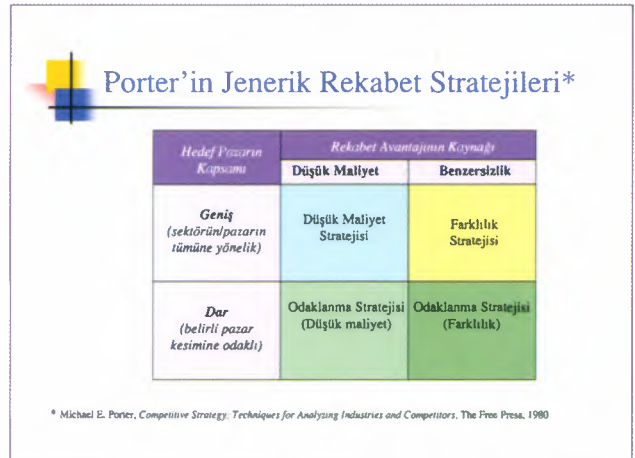 Porter'in Jenerik Rekabet Stratejileri*
Hedef Pazarın Kapsamı
Rekabet Avantajının Kaynağı
Düşük Maliyet
Benzersizlik
Geniş
(sektörün/pazarın
tümüne yönelik)
Düşük Maliyet
Stratejisi
Farklılık
Stratejisi
Dar
(belirli pazar
kesimine odaklı)
Odaklanma Stratejisi
(Düşük maliyet)
Odaklanma Stratejisi
(Farklılık)
* Michael E. Porter, Competitive Strategy: Techniques for Analyzing Industries and Competitors, The Free Press, 1980